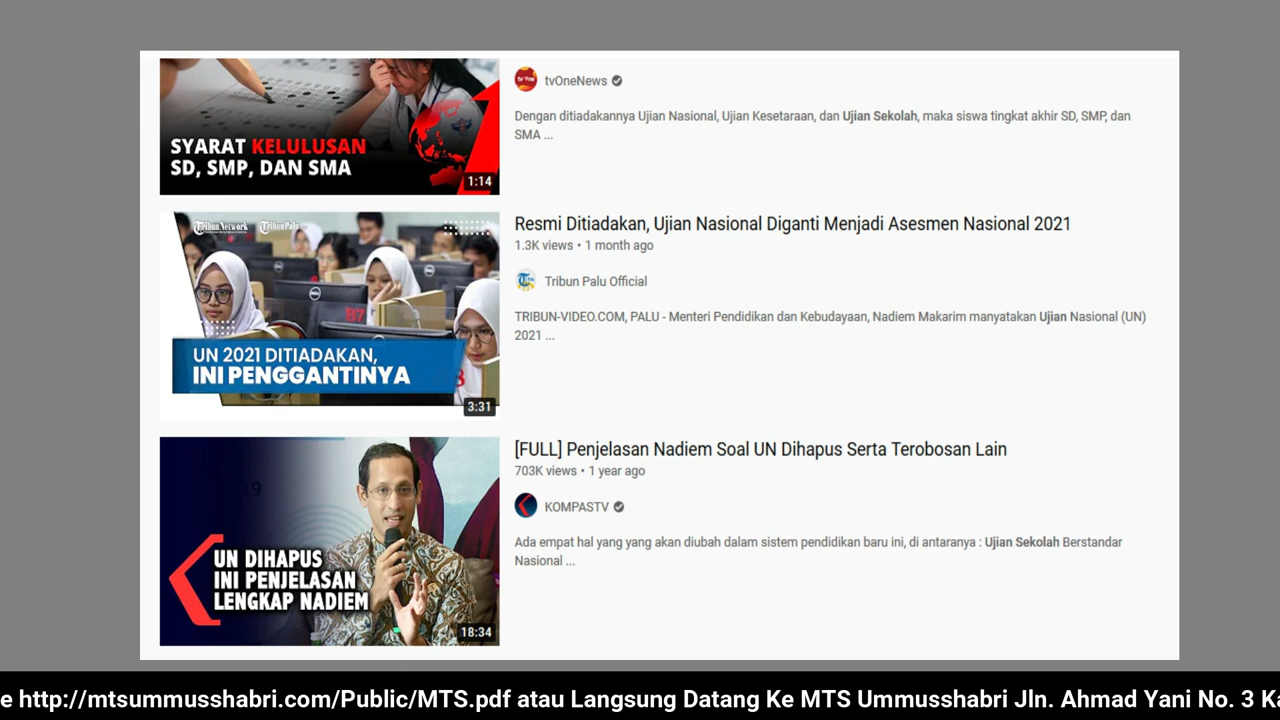 tvOneNews
Dengan ditiadakannya Ujian Nasional, Ujian Kesetaraan, dan Ujian Sekolah, maka siswa tingkat akhir SD, SMP, dan
SMA ...
SYARAT KELULUSAN
SD, SMP, DAN SMA
1:14
Tribun Network TribunPalu
B7
UN 2021 DITIADAKAN,
INI PENGGANTINYA
3:31
Resmi Ditiadakan, Ujian Nasional Diganti Menjadi Asesmen Nasional 2021
1.3K views • 1 month ago
Tribun Palu Official
TRIBUN-VIDEO.COM, PALU - Menteri Pendidikan dan Kebudayaan, Nadiem Makarim manyatakan Ujian Nasional (UN)
2021 ...
UN DIHAPUS
INI PENJELASAN
LENGKAP NADIEM
18:34
[FULL] Penjelasan Nadiem Soal UN Dihapus Serta Terobosan Lain
703K views • 1 year ago
KOMPASTV
Ada empat hal yang yang akan diubah dalam sistem pendidikan baru ini, di antaranya : Ujian Sekolah Berstandar
Nasional ...
e http://mtsummusshabri.com/Public/MTS.pdf atau Langsung Datang Ke MTS Ummusshabri Jln. Ahmad Yani No. 3 Ka